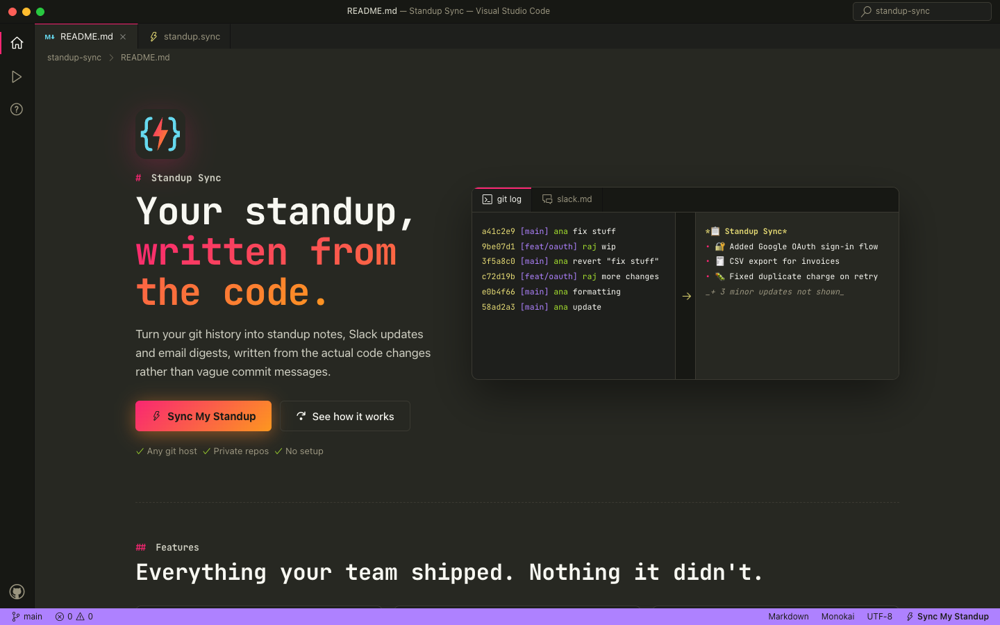 README.md — Standup Sync — Visual Studio Code
standup-sync
README.md
standup.sync
standup-sync > README.md
# Standup Sync
Your standup,
written from
the code.
Turn your git history into standup notes, Slack updates
and email digests, written from the actual code changes
rather than vague commit messages.
Sync My Standup
See how it works
Any git host
Private repos
No setup
git log
slack.md
a41c2e9 [main] ana fix stuff
9be07d1 [feat/oauth] raj wip
3f5a8c0 [main] ana revert "fix stuff"
c72d19b [feat/oauth] raj more changes
e0b4f66 [main] ana formatting
58ad2a3 [main] ana update
→
*📋 Standup Sync*
• 🔐 Added Google OAuth sign-in flow
• 🧾 CSV export for invoices
• 🐛 Fixed duplicate charge on retry
_+ 3 minor updates not shown_
## Features
Everything your team shipped. Nothing it didn't.
main
0
0
Markdown
Monokai
UTF-8
Sync My Standup